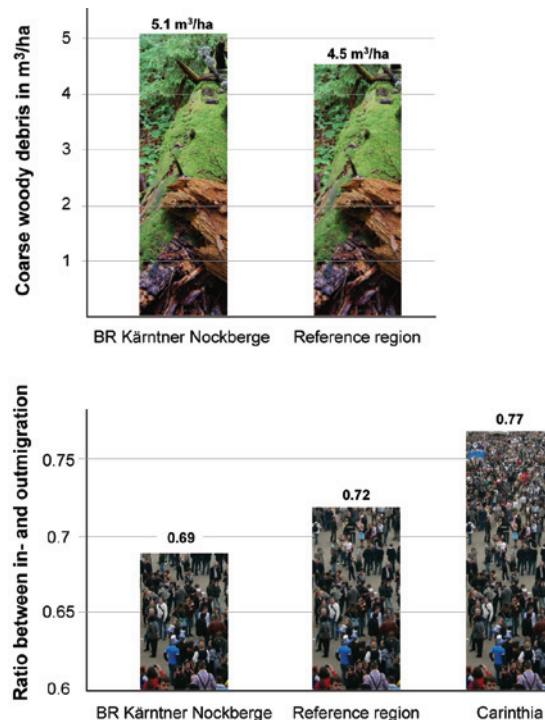 Coarse woody debris in m³/ha
5.1 m³/ha
4.5 m³/ha
5
4
3
2
1
BR Kärntner Nockberge
Reference region
Ratio between in- and outmigration
0.77
0.75
0.72
0.7
0.69
0.65
0.6
BR Kärntner Nockberge
Reference region
Carinthia